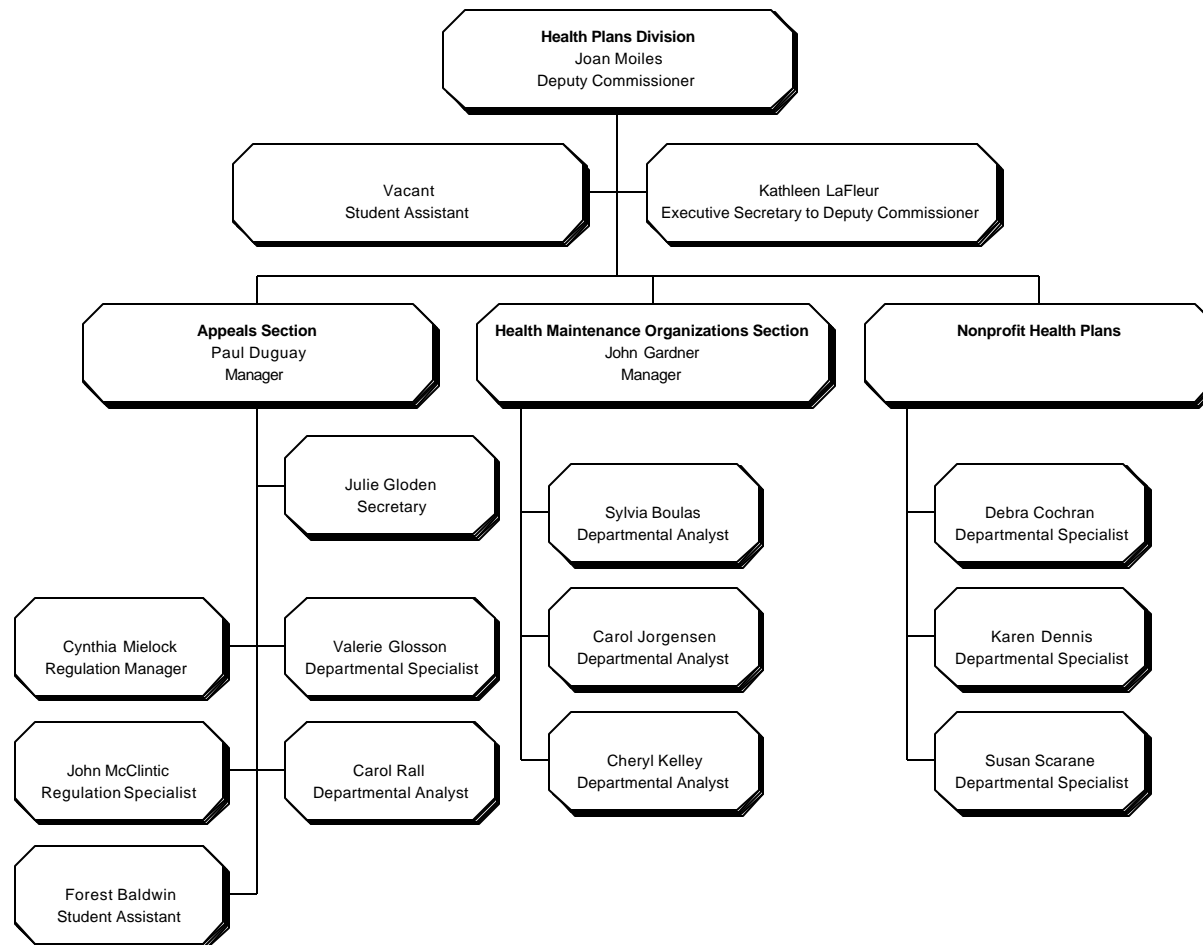 Health Plans Division
Joan Moiles
Deputy Commissioner
Vacant
Student Assistant
Kathleen LaFleur
Executive Secretary to Deputy Commissioner
Appeals Section
Paul Duguay
Manager
Health Maintenance Organizations Section
John Gardner
Manager
Nonprofit Health Plans
Julie Gloden
Secretary
Cynthia Mielock
Regulation Manager
Valerie Glosson
Departmental Specialist
John McClintic
Regulation Specialist
Carol Rall
Departmental Analyst
Forest Baldwin
Student Assistant
Sylvia Boulas
Departmental Analyst
Carol Jorgensen
Departmental Analyst
Cheryl Kelley
Departmental Analyst
Debra Cochran
Departmental Specialist
Karen Dennis
Departmental Specialist
Susan Scarane
Departmental Specialist